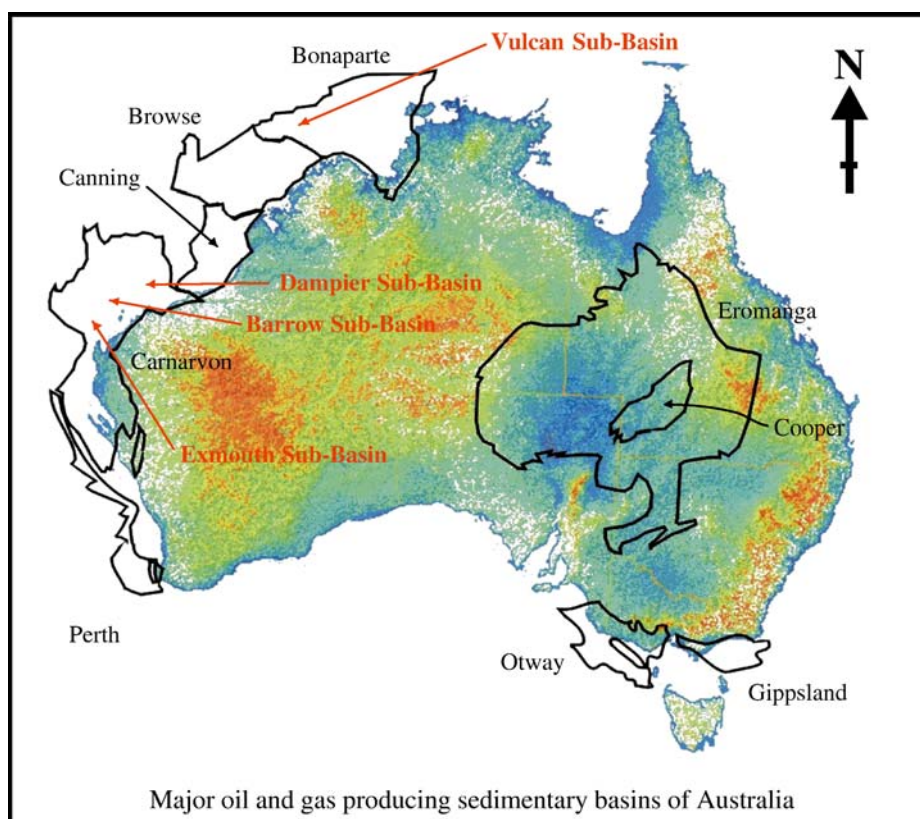 Vulcan Sub-Basin
Bonaparte
N
Browse
Canning
Dampier Sub-Basin
Eromanga
Barrow Sub-Basin
Carnarvon
Cooper
Exmouth Sub-Basin
Perth
Otway
Gippsland
Major oil and gas producing sedimentary basins of Australia